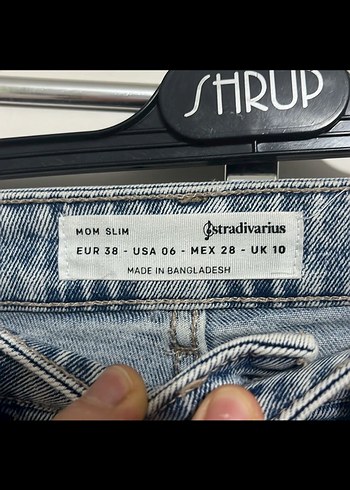 SHRUP
MOM SLIM
stradivarius
EUR 38 - USA 06 - MEX 28 - UK 10
MADE IN BANGLADESH